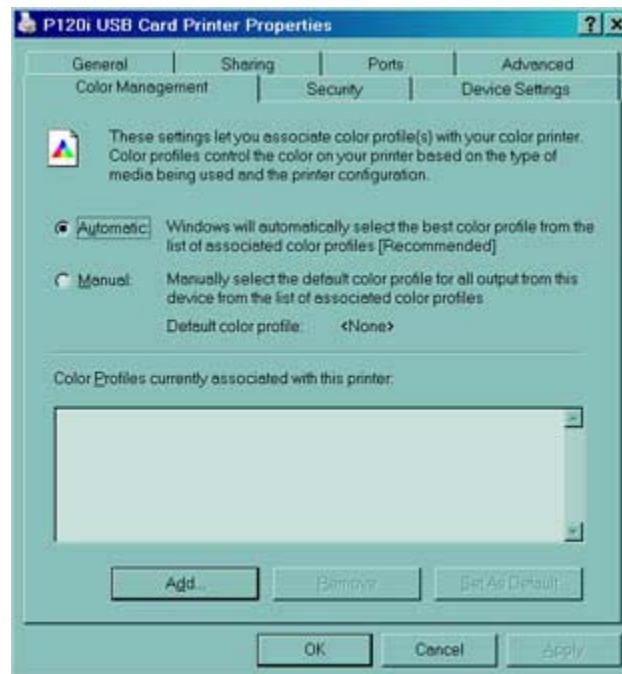 P120i USB Card Printer Properties
General Sharing Ports Advanced
Color Management Security Device Settings
These settings let you associate color profile(s) with your color printer.
Color profiles control the color on your printer based on the type of
media being used and the printer configuration.
Automatic: Windows will automatically select the best color profile from the
list of associated color profiles [Recommended]
Manual: Manually select the default color profile for all output from this
device from the list of associated color profiles
Default color profile: <None>
Color Profiles currently associated with this printer:
Add... Remove Set As Default...
OK Cancel Apply